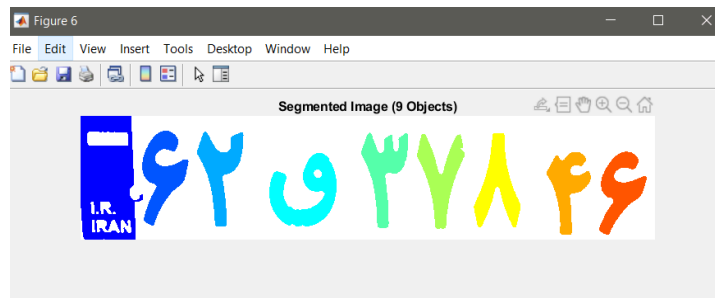 Figure 6
File Edit View Insert Tools Desktop Window Help
Segmented Image (9 Objects)
۶۲ ق ۳۷۸ ۴۶
I.R.
IRAN